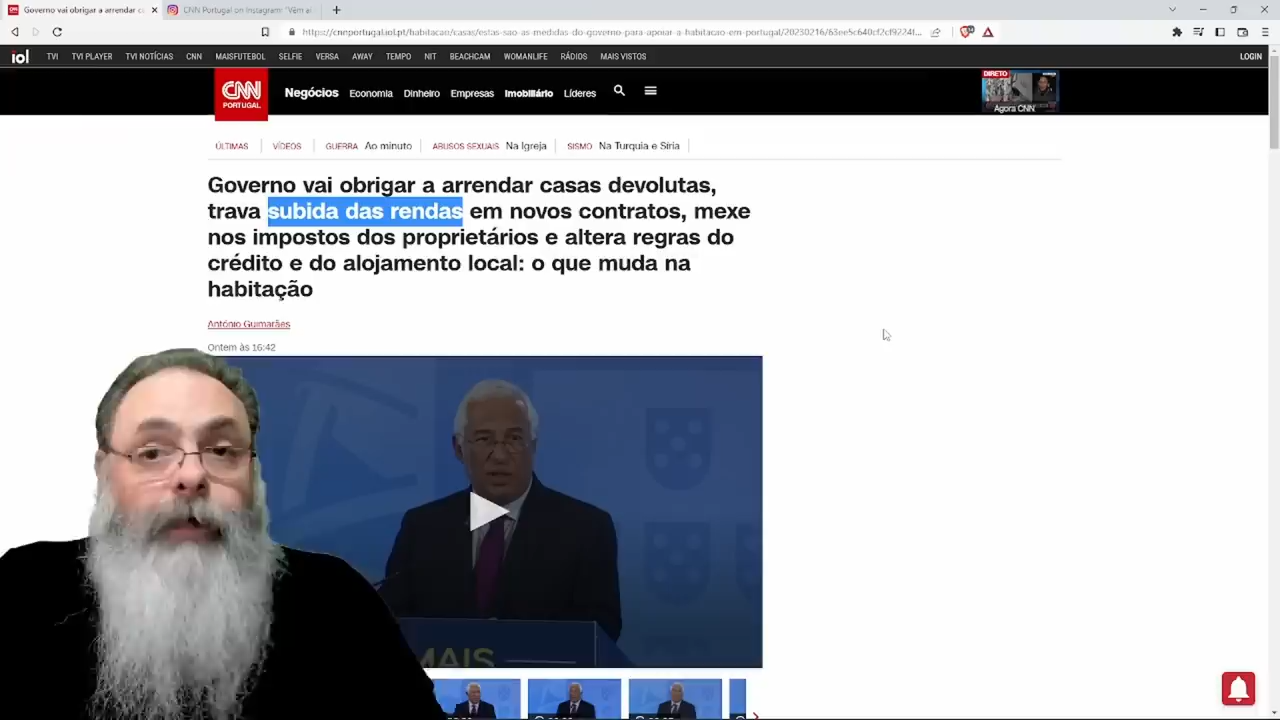 Governo vai obrigar a arrendar c
CNN Portugal on Instagram: "Vêm ai
https://cnnportugal.iol.pt/habitacao/casas/estas-sao-as-medidas-do-governo-para-apoiar-a-habitacao-em-portugal/20230216/63ee5c640cf2cf9224f...
iol TVI TVI PLAYER TVI NOTÍCIAS CNN MAISFUTEBOL SELFIE VERSA AWAY TEMPO NIT BEACHCAM WOMANLIFE RÁDIOS MAIS VISTOS LOGIN
CNN
PORTUGAL
Negócios Economia Dinheiro Empresas Imobiliário Líderes
DIRETO
Agora CNN
ÚLTIMAS VÍDEOS GUERRA Ao minuto ABUSOS SEXUAIS Na Igreja SISMO Na Turquia e Síria
Governo vai obrigar a arrendar casas devolutas,
trava subida das rendas em novos contratos, mexe
nos impostos dos proprietários e altera regras do
crédito e do alojamento local: o que muda na
habitação
António Guimarães
Ontem às 16:42
MAIS